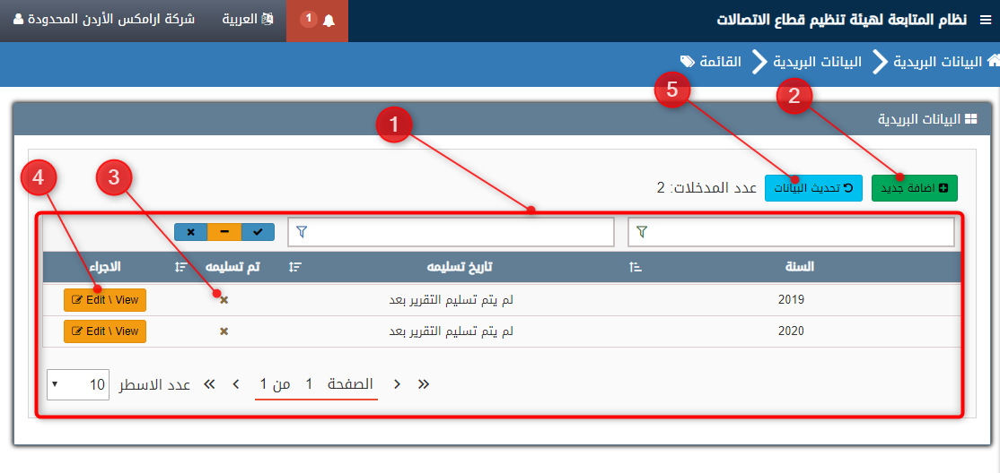 نظام المتابعة لهيئة تنظيم قطاع الاتصالات 1 العربية شركة ارامكس الأردن المحدودة
البيانات البريدية البيانات البريدية القائمة
5 2
البيانات البريدية
1
3 4
اضافة جديد تحديث البيانات عدد المدخلات: 2
السنة تاريخ تسليمه تم تسليمه الاجراء
2019 لم يتم تسليم التقرير بعد Edit \ View
2020 لم يتم تسليم التقرير بعد Edit \ View
الصفحة 1 من 1 عدد الاسطر 10